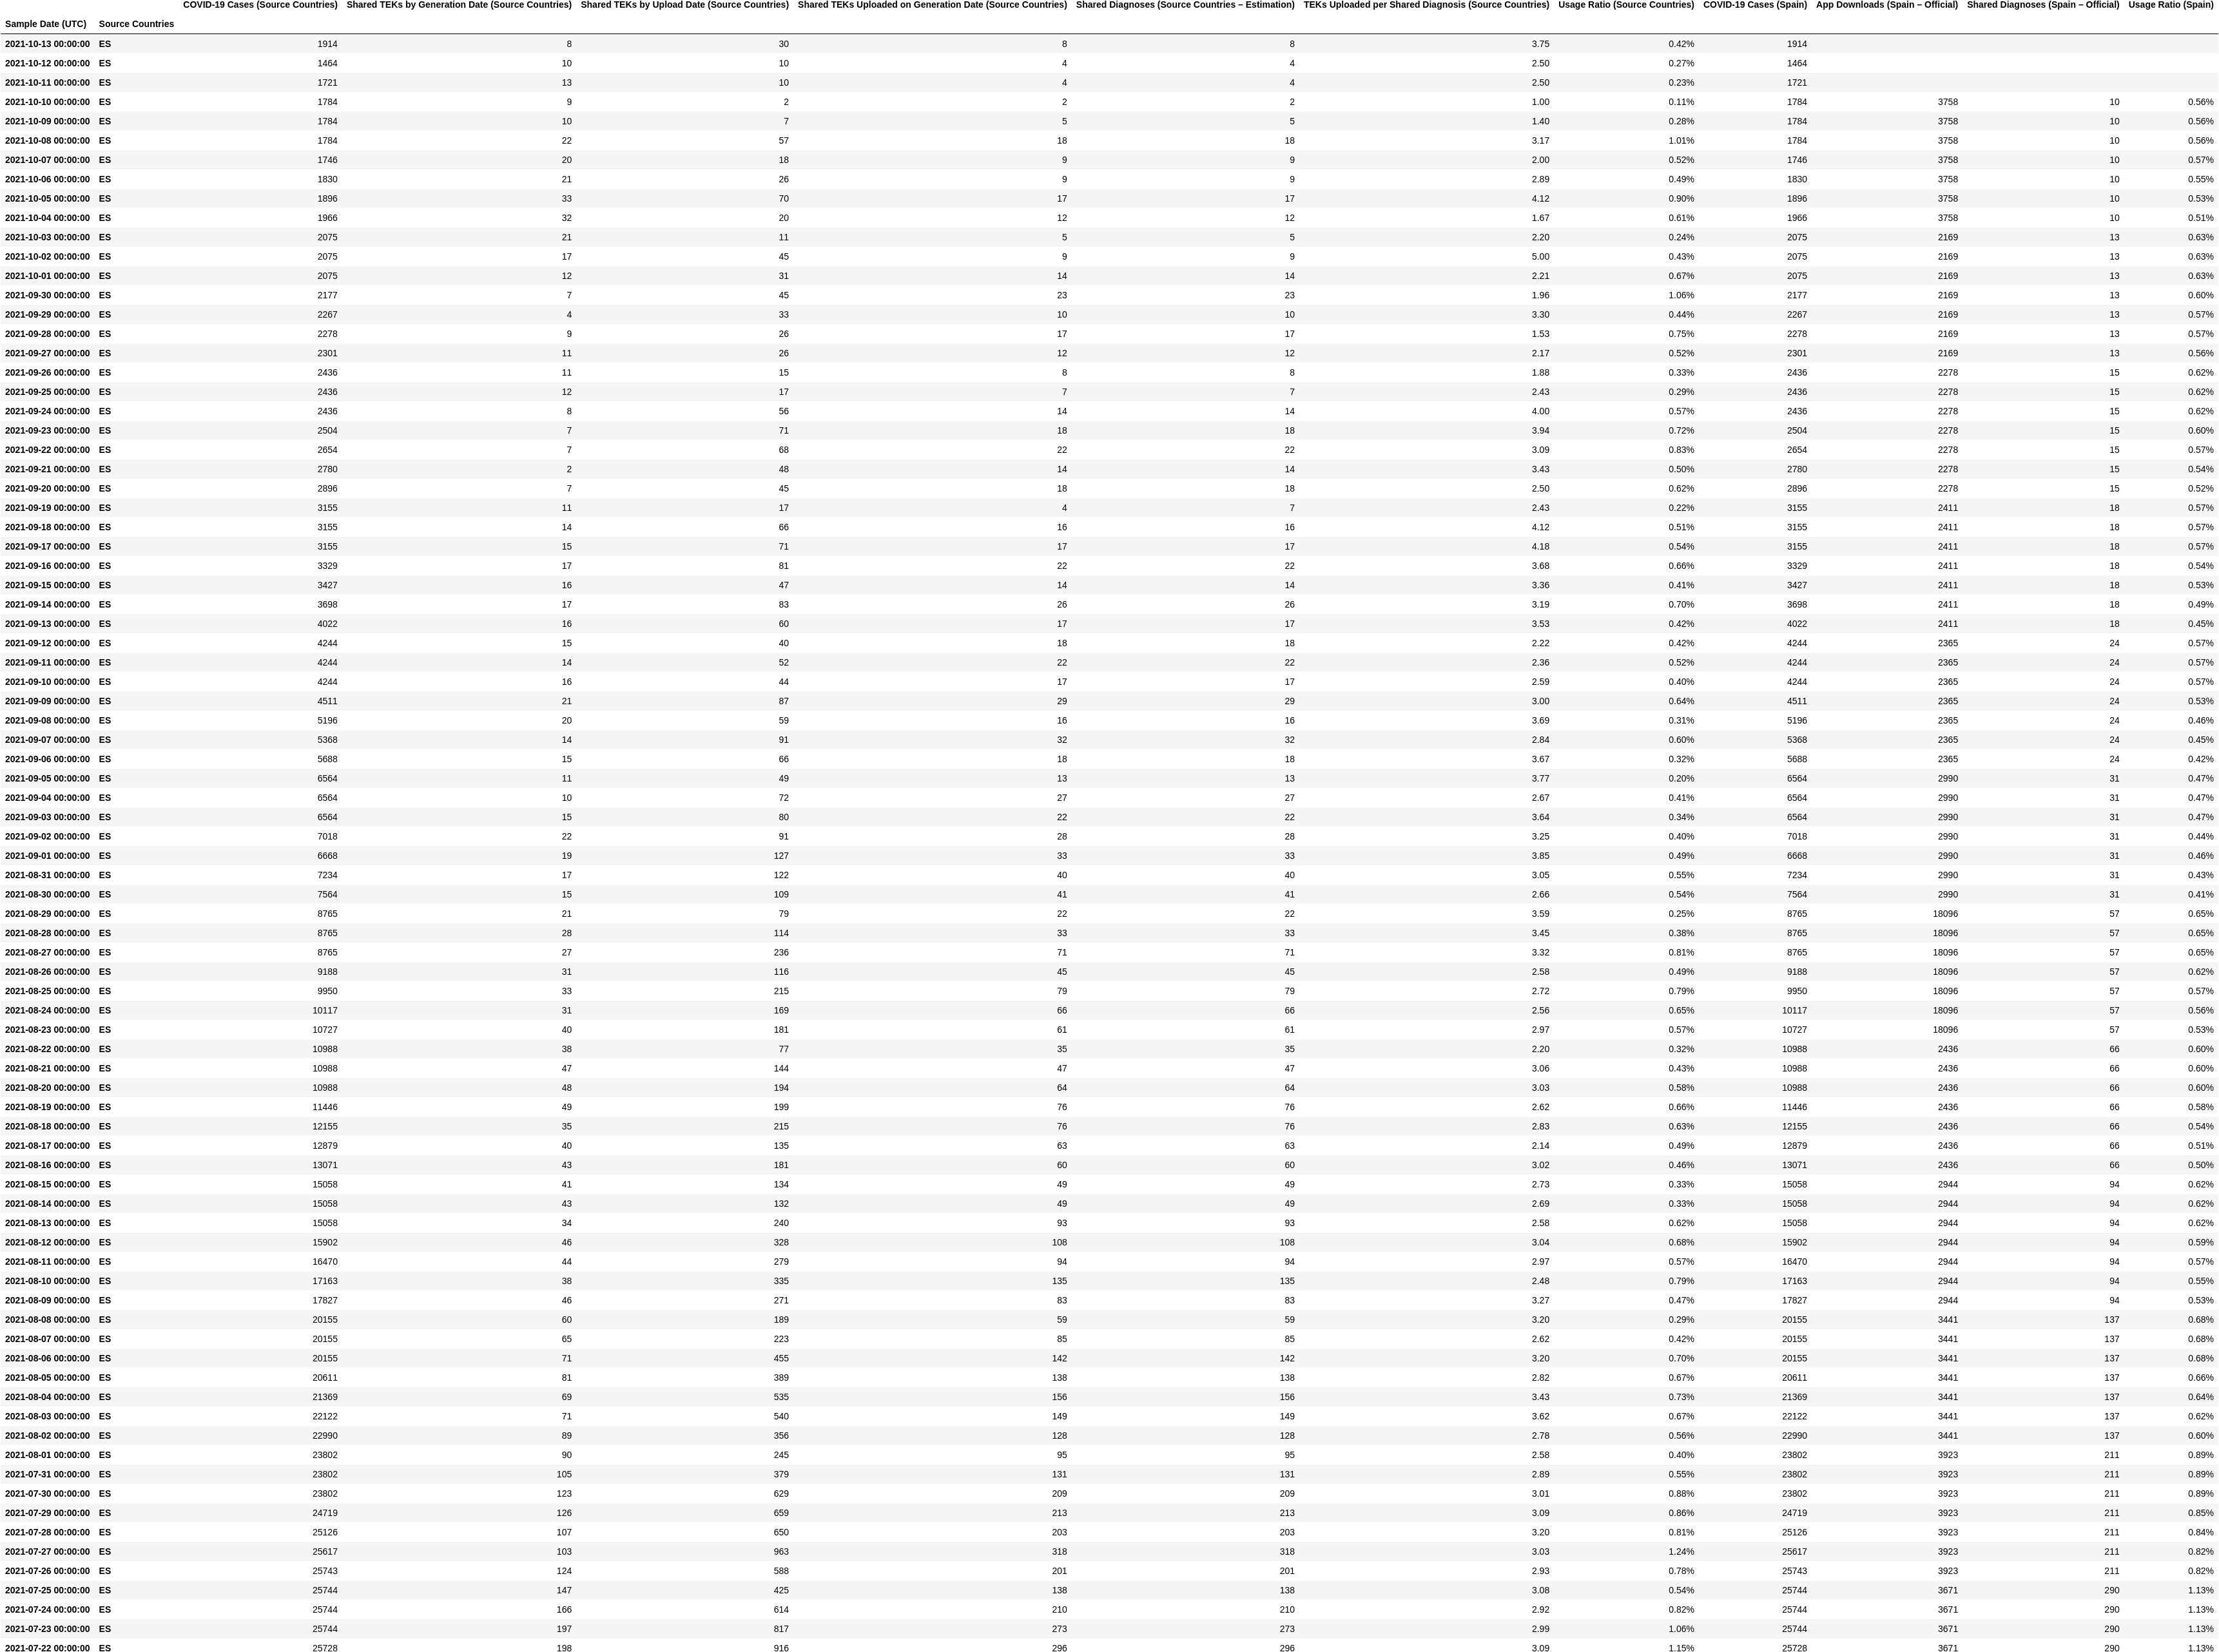 COVID-19 Cases (Source Countries) Shared TEKs by Generation Date (Source Countries) Shared TEKs by Upload Date (Source Countries) Shared TEKs Uploaded on Generation Date (Source Countries) Shared Diagnoses (Source Countries – Estimation) TEKs Uploaded per Shared Diagnosis (Source Countries) Usage Ratio (Source Countries) COVID-19 Cases (Spain) App Downloads (Spain – Official) Shared Diagnoses (Spain – Official) Usage Ratio (Spain)
Sample Date (UTC) Source Countries
2021-10-13 00:00:00 ES 1914 8 30 8 8 3.75 0.42% 1914
2021-10-12 00:00:00 ES 1464 10 10 4 4 2.50 0.27% 1464
2021-10-11 00:00:00 ES 1721 13 10 4 4 2.50 0.23% 1721
2021-10-10 00:00:00 ES 1784 9 2 2 2 1.00 0.11% 1784 3758 10 0.56%
2021-10-09 00:00:00 ES 1784 10 7 5 5 1.40 0.28% 1784 3758 10 0.56%
2021-10-08 00:00:00 ES 1784 22 57 18 18 3.17 1.01% 1784 3758 10 0.56%
2021-10-07 00:00:00 ES 1746 20 18 9 9 2.00 0.52% 1746 3758 10 0.57%
2021-10-06 00:00:00 ES 1830 21 26 9 9 2.89 0.49% 1830 3758 10 0.55%
2021-10-05 00:00:00 ES 1896 33 70 17 17 4.12 0.90% 1896 3758 10 0.53%
2021-10-04 00:00:00 ES 1966 32 20 12 12 1.67 0.61% 1966 3758 10 0.51%
2021-10-03 00:00:00 ES 2075 21 11 5 5 2.20 0.24% 2075 2169 13 0.63%
2021-10-02 00:00:00 ES 2075 17 45 9 9 5.00 0.43% 2075 2169 13 0.63%
2021-10-01 00:00:00 ES 2075 12 31 14 14 2.21 0.67% 2075 2169 13 0.63%
2021-09-30 00:00:00 ES 2177 7 45 23 23 1.96 1.06% 2177 2169 13 0.60%
2021-09-29 00:00:00 ES 2267 4 33 10 10 3.30 0.44% 2267 2169 13 0.57%
2021-09-28 00:00:00 ES 2278 9 26 17 17 1.53 0.75% 2278 2169 13 0.57%
2021-09-27 00:00:00 ES 2301 11 26 12 12 2.17 0.52% 2301 2169 13 0.56%
2021-09-26 00:00:00 ES 2436 11 15 8 8 1.88 0.33% 2436 2278 15 0.62%
2021-09-25 00:00:00 ES 2436 12 17 7 7 2.43 0.29% 2436 2278 15 0.62%
2021-09-24 00:00:00 ES 2436 8 56 14 14 4.00 0.57% 2436 2278 15 0.62%
2021-09-23 00:00:00 ES 2504 7 71 18 18 3.94 0.72% 2504 2278 15 0.60%
2021-09-22 00:00:00 ES 2654 7 68 22 22 3.09 0.83% 2654 2278 15 0.57%
2021-09-21 00:00:00 ES 2780 2 48 14 14 3.43 0.50% 2780 2278 15 0.54%
2021-09-20 00:00:00 ES 2896 7 45 18 18 2.50 0.62% 2896 2278 15 0.52%
2021-09-19 00:00:00 ES 3155 11 17 4 7 2.43 0.22% 3155 2411 18 0.57%
2021-09-18 00:00:00 ES 3155 14 66 16 16 4.12 0.51% 3155 2411 18 0.57%
2021-09-17 00:00:00 ES 3155 15 71 17 17 4.18 0.54% 3155 2411 18 0.57%
2021-09-16 00:00:00 ES 3329 17 81 22 22 3.68 0.66% 3329 2411 18 0.54%
2021-09-15 00:00:00 ES 3427 16 47 14 14 3.36 0.41% 3427 2411 18 0.53%
2021-09-14 00:00:00 ES 3698 17 83 26 26 3.19 0.70% 3698 2411 18 0.49%
2021-09-13 00:00:00 ES 4022 16 60 17 17 3.53 0.42% 4022 2411 18 0.45%
2021-09-12 00:00:00 ES 4244 15 40 18 18 2.22 0.42% 4244 2365 24 0.57%
2021-09-11 00:00:00 ES 4244 14 52 22 22 2.36 0.52% 4244 2365 24 0.57%
2021-09-10 00:00:00 ES 4244 16 44 17 17 2.59 0.40% 4244 2365 24 0.57%
2021-09-09 00:00:00 ES 4511 21 87 29 29 3.00 0.64% 4511 2365 24 0.53%
2021-09-08 00:00:00 ES 5196 20 59 16 16 3.69 0.31% 5196 2365 24 0.46%
2021-09-07 00:00:00 ES 5368 14 91 32 32 2.84 0.60% 5368 2365 24 0.45%
2021-09-06 00:00:00 ES 5688 15 66 18 18 3.67 0.32% 5688 2365 24 0.42%
2021-09-05 00:00:00 ES 6564 11 49 13 13 3.77 0.20% 6564 2990 31 0.47%
2021-09-04 00:00:00 ES 6564 10 72 27 27 2.67 0.41% 6564 2990 31 0.47%
2021-09-03 00:00:00 ES 6564 15 80 22 22 3.64 0.34% 6564 2990 31 0.47%
2021-09-02 00:00:00 ES 7018 22 91 28 28 3.25 0.40% 7018 2990 31 0.44%
2021-09-01 00:00:00 ES 6668 19 127 33 33 3.85 0.49% 6668 2990 31 0.46%
2021-08-31 00:00:00 ES 7234 17 122 40 40 3.05 0.55% 7234 2990 31 0.43%
2021-08-30 00:00:00 ES 7564 15 109 41 41 2.66 0.54% 7564 2990 31 0.41%
2021-08-29 00:00:00 ES 8765 21 79 22 22 3.59 0.25% 8765 18096 57 0.65%
2021-08-28 00:00:00 ES 8765 28 114 33 33 3.45 0.38% 8765 18096 57 0.65%
2021-08-27 00:00:00 ES 8765 27 236 71 71 3.32 0.81% 8765 18096 57 0.65%
2021-08-26 00:00:00 ES 9188 31 116 45 45 2.58 0.49% 9188 18096 57 0.62%
2021-08-25 00:00:00 ES 9950 33 215 79 79 2.72 0.79% 9950 18096 57 0.57%
2021-08-24 00:00:00 ES 10117 31 169 66 66 2.56 0.65% 10117 18096 57 0.56%
2021-08-23 00:00:00 ES 10727 40 181 61 61 2.97 0.57% 10727 18096 57 0.53%
2021-08-22 00:00:00 ES 10988 38 77 35 35 2.20 0.32% 10988 2436 66 0.60%
2021-08-21 00:00:00 ES 10988 47 144 47 47 3.06 0.43% 10988 2436 66 0.60%
2021-08-20 00:00:00 ES 10988 48 194 64 64 3.03 0.58% 10988 2436 66 0.60%
2021-08-19 00:00:00 ES 11446 49 199 76 76 2.62 0.66% 11446 2436 66 0.58%
2021-08-18 00:00:00 ES 12155 35 215 76 76 2.83 0.63% 12155 2436 66 0.54%
2021-08-17 00:00:00 ES 12879 40 135 63 63 2.14 0.49% 12879 2436 66 0.51%
2021-08-16 00:00:00 ES 13071 43 181 60 60 3.02 0.46% 13071 2436 66 0.50%
2021-08-15 00:00:00 ES 15058 41 134 49 49 2.73 0.33% 15058 2944 94 0.62%
2021-08-14 00:00:00 ES 15058 43 132 49 49 2.69 0.33% 15058 2944 94 0.62%
2021-08-13 00:00:00 ES 15058 34 240 93 93 2.58 0.62% 15058 2944 94 0.62%
2021-08-12 00:00:00 ES 15902 46 328 108 108 3.04 0.68% 15902 2944 94 0.59%
2021-08-11 00:00:00 ES 16470 44 279 94 94 2.97 0.57% 16470 2944 94 0.57%
2021-08-10 00:00:00 ES 17163 38 335 135 135 2.48 0.79% 17163 2944 94 0.55%
2021-08-09 00:00:00 ES 17827 46 271 83 83 3.27 0.47% 17827 2944 94 0.53%
2021-08-08 00:00:00 ES 20155 60 189 59 59 3.20 0.29% 20155 3441 137 0.68%
2021-08-07 00:00:00 ES 20155 65 223 85 85 2.62 0.42% 20155 3441 137 0.68%
2021-08-06 00:00:00 ES 20155 71 455 142 142 3.20 0.70% 20155 3441 137 0.68%
2021-08-05 00:00:00 ES 20611 81 389 138 138 2.82 0.67% 20611 3441 137 0.66%
2021-08-04 00:00:00 ES 21369 69 535 156 156 3.43 0.73% 21369 3441 137 0.64%
2021-08-03 00:00:00 ES 22122 71 540 149 149 3.62 0.67% 22122 3441 137 0.62%
2021-08-02 00:00:00 ES 22990 89 356 128 128 2.78 0.56% 22990 3441 137 0.60%
2021-08-01 00:00:00 ES 23802 90 245 95 95 2.58 0.40% 23802 3923 211 0.89%
2021-07-31 00:00:00 ES 23802 105 379 131 131 2.89 0.55% 23802 3923 211 0.89%
2021-07-30 00:00:00 ES 23802 123 629 209 209 3.01 0.88% 23802 3923 211 0.89%
2021-07-29 00:00:00 ES 24719 126 659 213 213 3.09 0.86% 24719 3923 211 0.85%
2021-07-28 00:00:00 ES 25126 107 650 203 203 3.20 0.81% 25126 3923 211 0.84%
2021-07-27 00:00:00 ES 25617 103 963 318 318 3.03 1.24% 25617 3923 211 0.82%
2021-07-26 00:00:00 ES 25743 124 588 201 201 2.93 0.78% 25743 3923 211 0.82%
2021-07-25 00:00:00 ES 25744 147 425 138 138 3.08 0.54% 25744 3671 290 1.13%
2021-07-24 00:00:00 ES 25744 166 614 210 210 2.92 0.82% 25744 3671 290 1.13%
2021-07-23 00:00:00 ES 25744 197 817 273 273 2.99 1.06% 25744 3671 290 1.13%
2021-07-22 00:00:00 ES 25728 198 916 296 296 3.09 1.15% 25728 3671 290 1.13%